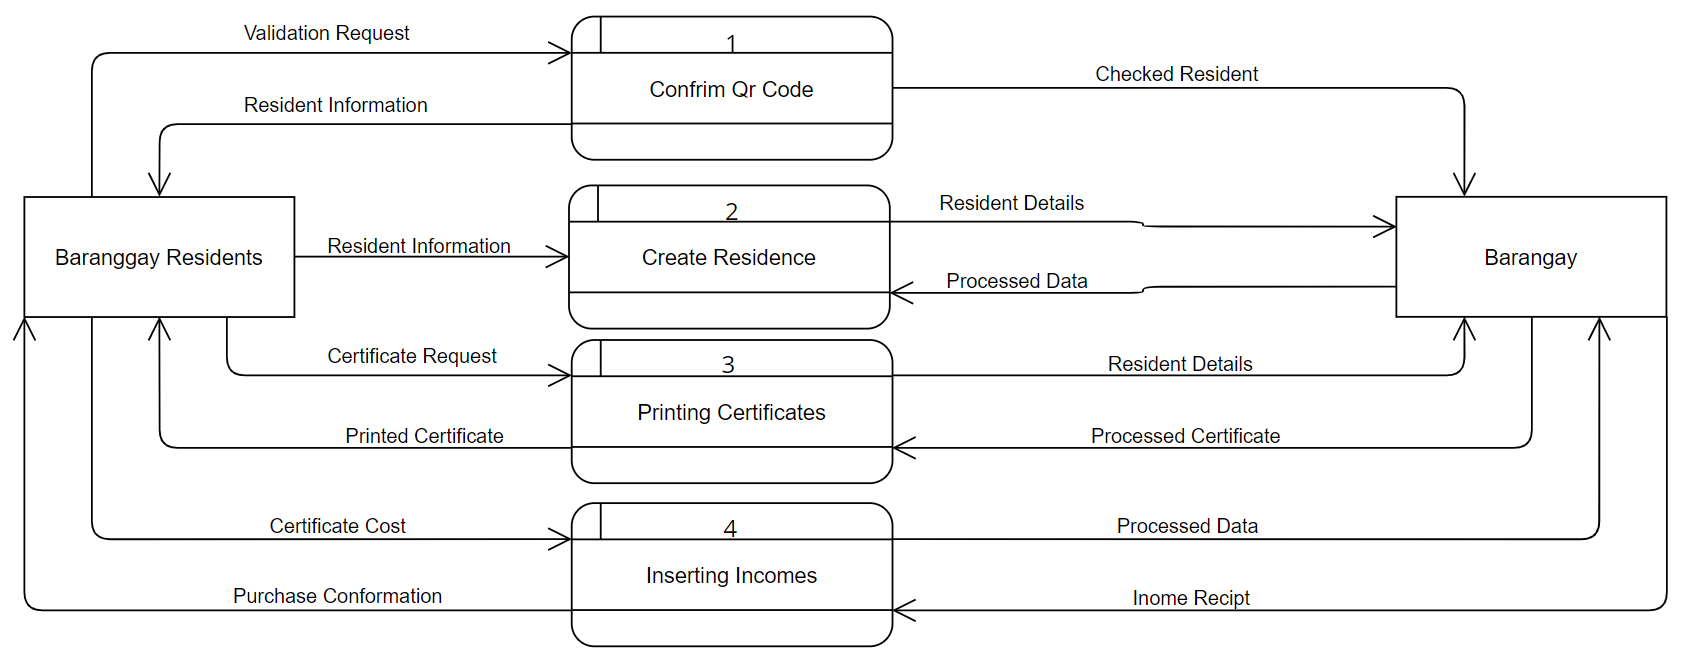 Validation Request
1
Confrim Qr Code
Checked Resident
Resident Information
2
Resident Details
Baranggay Residents
Resident Information
Create Residence
Barangay
Processed Data
3
Certificate Request
Resident Details
Printing Certificates
Printed Certificate
Processed Certificate
4
Certificate Cost
Processed Data
Inserting Incomes
Purchase Conformation
Inome Recipt